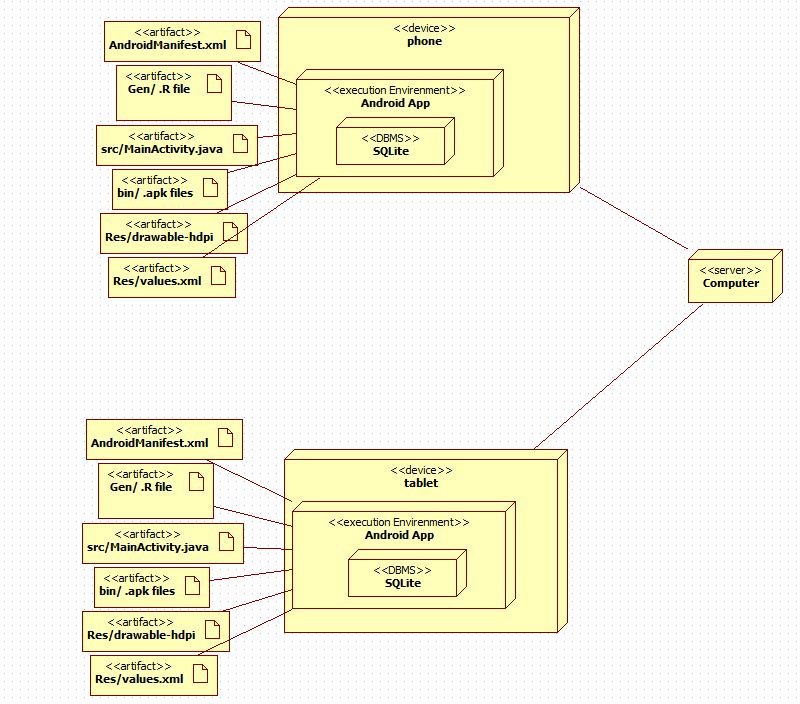 <<artifact>>
AndroidManifest.xml
<<artifact>>
Gen/ .R file
<<artifact>>
src/MainActivity.java
<<artifact>>
bin/ .apk files
<<artifact>>
Res/drawable-hdpi
<<artifact>>
Res/values.xml
<<device>>
phone
<<execution Envirenment>>
Android App
<<DBMS>>
SQLite
<<server>>
Computer
<<artifact>>
AndroidManifest.xml
<<artifact>>
Gen/ .R file
<<artifact>>
src/MainActivity.java
<<artifact>>
bin/ .apk files
<<artifact>>
Res/drawable-hdpi
<<artifact>>
Res/values.xml
<<device>>
tablet
<<execution Envirenment>>
Android App
<<DBMS>>
SQLite